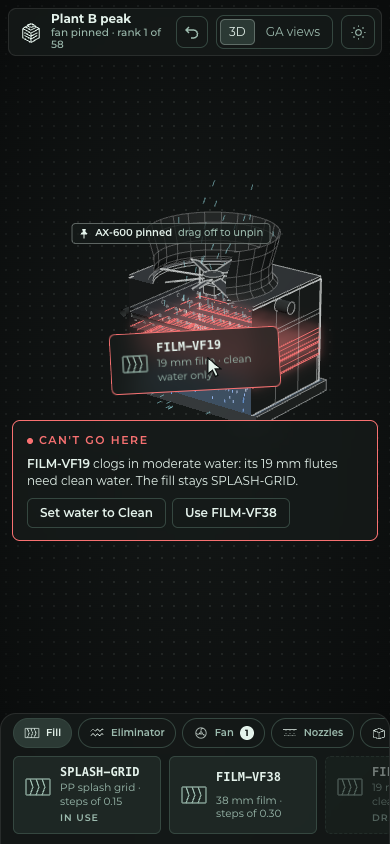 Plant B peak
fan pinned · rank 1 of
58
3D
GA views
AX-600 pinned drag off to unpin
FILM-VF19
19 mm film · clean
water only
CAN'T GO HERE
FILM-VF19 clogs in moderate water: its 19 mm flutes
need clean water. The fill stays SPLASH-GRID.
Set water to Clean
Use FILM-VF38
Fill
Eliminator
Fan 1
Nozzles
SPLASH-GRID
PP splash grid ·
steps of 0.15
IN USE
FILM-VF38
38 mm film ·
steps of 0.30